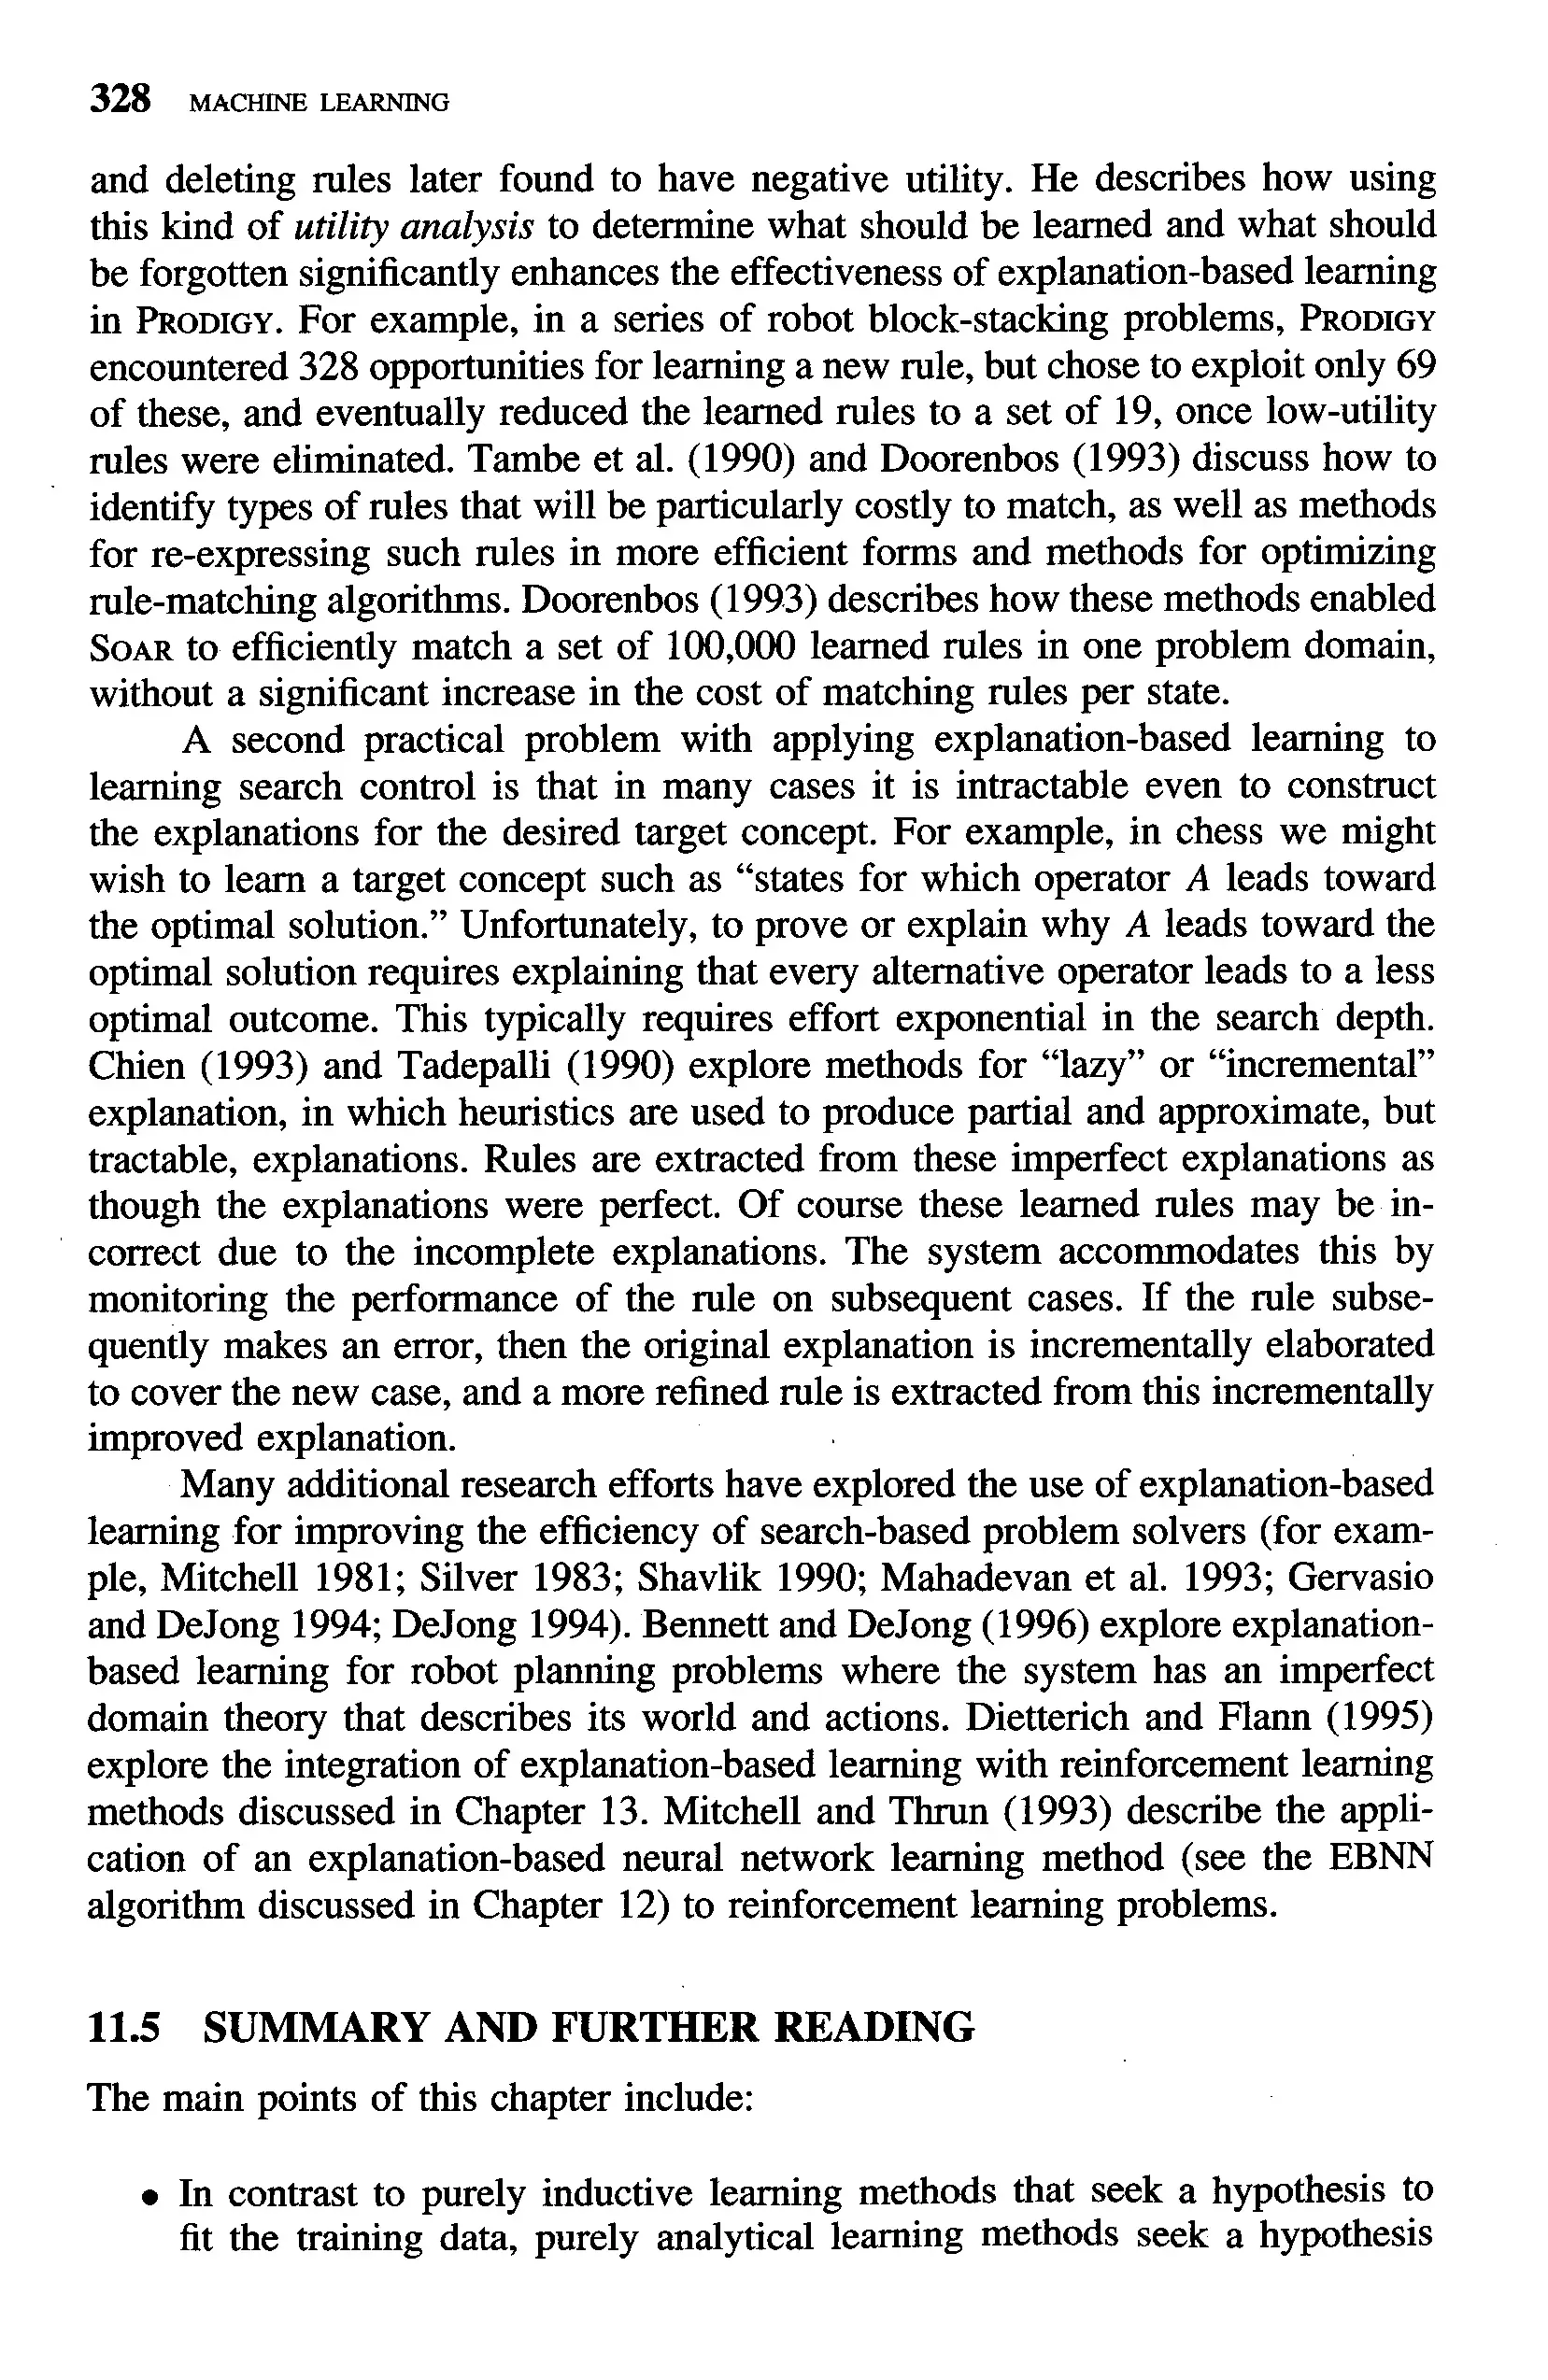 328 MACHINE LEARNING
and deleting rules later found to have negative utility. He describes how using
this kind of utility analysis to determine what should be learned and what should
be forgotten significantly enhances the effectiveness of explanation-based learning
in PRODIGY. For example, in a series of robot block-stacking problems, PRODIGY
encountered 328 opportunities for learning a new rule, but chose to exploit only 69
of these, and eventually reduced the learned rules to a set of 19, once low-utility
rules were eliminated. Tambe et al. (1990) and Doorenbos (1993) discuss how to
identify types of rules that will be particularly costly to match, as well as methods
for re-expressing such rules in more efficient forms and methods for optimizing
rule-matching algorithms. Doorenbos (1993) describes how these methods enabled
SOAR to efficiently match a set of 100,000 learned rules in one problem domain,
without a significant increase in the cost of matching rules per state.
A second practical problem with applying explanation-based learning to
learning search control is that in many cases it is intractable even to construct
the explanations for the desired target concept. For example, in chess we might
wish to learn a target concept such as “states for which operator A leads toward
the optimal solution.” Unfortunately, to prove or explain why A leads toward the
optimal solution requires explaining that every alternative operator leads to a less
optimal outcome. This typically requires effort exponential in the search depth.
Chien (1993) and Tadepalli (1990) explore methods for “lazy” or “incremental”
explanation, in which heuristics are used to produce partial and approximate, but
tractable, explanations. Rules are extracted from these imperfect explanations as
though the explanations were perfect. Of course these learned rules may be in-
correct due to the incomplete explanations. The system accommodates this by
monitoring the performance of the rule on subsequent cases. If the rule subse-
quently makes an error, then the original explanation is incrementally elaborated
to cover the new case, and a more refined rule is extracted from this incrementally
improved explanation.
Many additional research efforts have explored the use of explanation-based
learning for improving the efficiency of search-based problem solvers (for exam-
ple, Mitchell 1981; Silver 1983; Shavlik 1990; Mahadevan et al. 1993; Gervasio
and DeJong 1994; DeJong 1994). Bennett and DeJong (1996) explore explanation-
based learning for robot planning problems where the system has an imperfect
domain theory that describes its world and actions. Dietterich and Flann (1995)
explore the integration of explanation-based learning with reinforcement learning
methods discussed in Chapter 13. Mitchell and Thrun (1993) describe the appli-
cation of an explanation-based neural network learning method (see the EBNN
algorithm discussed in Chapter 12) to reinforcement learning problems.
11.5 SUMMARY AND FURTHER READING
The main points of this chapter include:
• In contrast to purely inductive learning methods that seek a hypothesis to
fit the training data, purely analytical learning methods seek a hypothesis